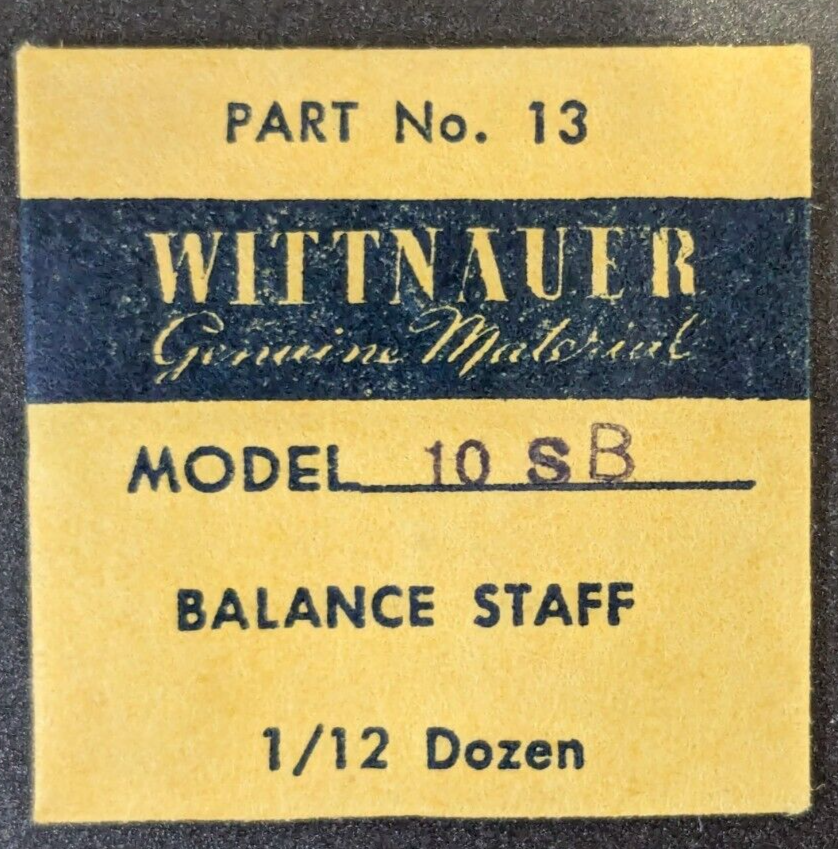 PART No. 13
WITTNAUER
Genuine Material
MODEL 10 SB
BALANCE STAFF
1/12 Dozen